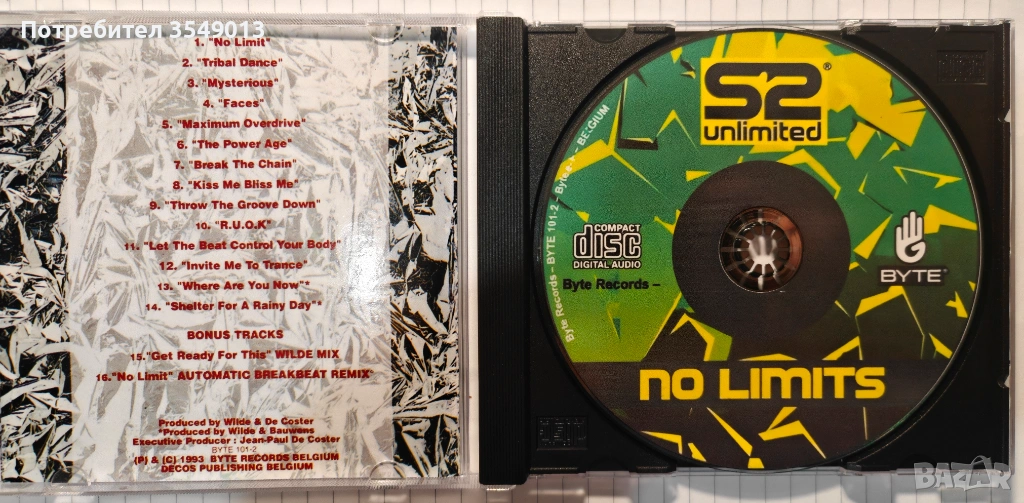 Потребител 3549013
1. "No Limit"
2. "Tribal Dance"
3. "Mysterious"
4. "Faces"
5. "Maximum Overdrive"
6. "The Power Age"
7. "Break The Chain"
8. "Kiss Me Bliss Me"
9. "Throw The Groove Down"
10. "R.U.O.K"
11. "Let The Beat Control Your Body"
12. "Invite Me To Trance"
13. "Where Are You Now"*
14. "Shelter For A Rainy Day"*
BONUS TRACKS
15. "Get Ready For This" WILDE MIX
16. "No Limit" AUTOMATIC BREAKBEAT REMIX°
Produced by Wilde & De Coster
*Produced by Wilde & Bauwens
Executive Producer : Jean-Paul De Coster
BYTE 101-2
(P) & (C) 1993 BYTE RECORDS BELGIUM
DECOS PUBLISHING BELGIUM
S2®
unlimited
Byte Records – BYTE 101-2 – BELGIUM
COMPACT
disc
DIGITAL AUDIO
Byte Records –
BYTE®
NO LIMITS
BAZAR